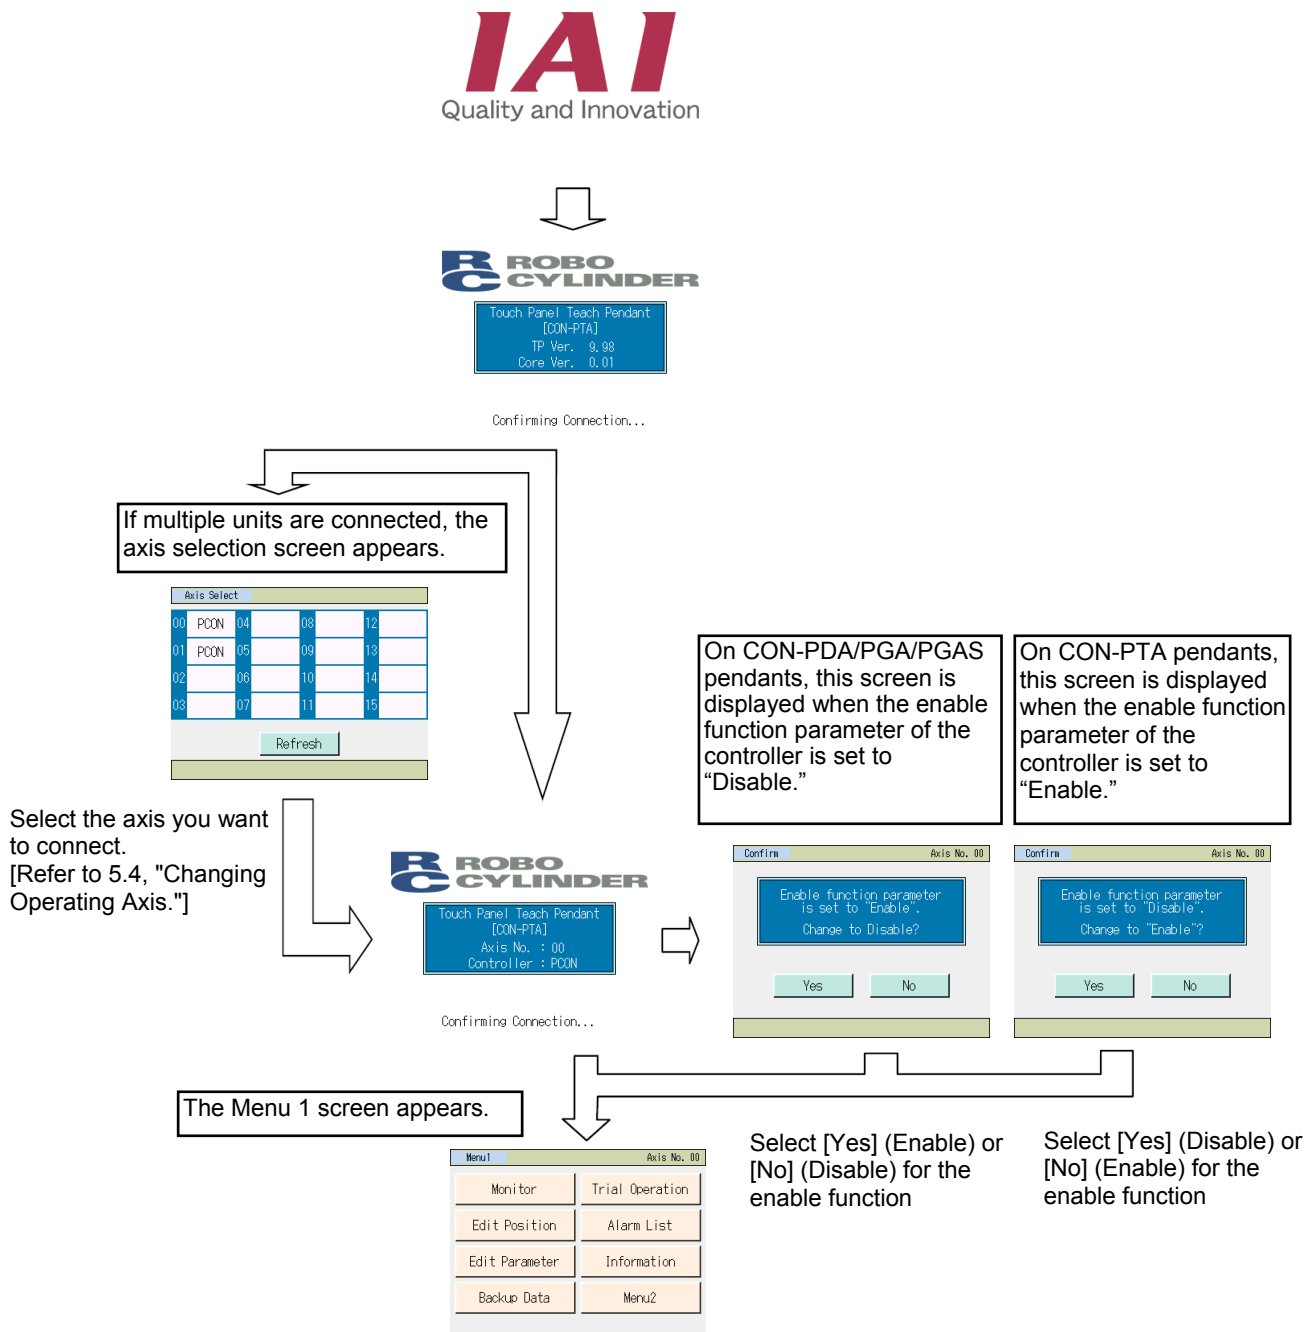 IAI
Quality and Innovation
RC ROBO
CYLINDER
Touch Panel Teach Pendant
[CON-PTA]
TP Ver. 9.98
Core Ver. 0.01
Confirming Connection...
If multiple units are connected, the
axis selection screen appears.
Axis Select
00 PCON 04 08 12
01 PCON 05 09 13
02 06 10 14
03 07 11 15
Refresh
Select the axis you want
to connect.
[Refer to 5.4, "Changing
Operating Axis."]
RC ROBO
CYLINDER
Touch Panel Teach Pendant
[CON-PTA]
Axis No. : 00
Controller : PCON
Confirming Connection...
On CON-PDA/PGA/PGAS
pendants, this screen is
displayed when the enable
function parameter of the
controller is set to
“Disable.”
Confirm Axis No. 00
Enable function parameter
is set to "Enable".
Change to Disable?
Yes No
On CON-PTA pendants,
this screen is displayed
when the enable function
parameter of the
controller is set to
“Enable.”
Confirm Axis No. 00
Enable function parameter
is set to "Disable".
Change to "Enable"?
Yes No
The Menu 1 screen appears.
Menu1 Axis No. 00
Monitor Trial Operation
Edit Position Alarm List
Edit Parameter Information
Backup Data Menu2
Select [Yes] (Enable) or
[No] (Disable) for the
enable function
Select [Yes] (Disable) or
[No] (Enable) for the
enable function